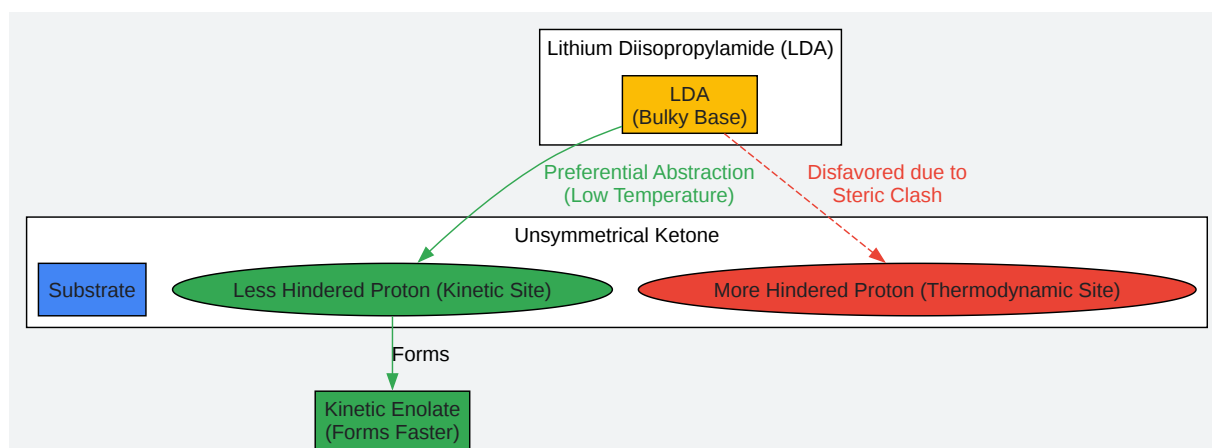 Lithium Diisopropylamide (LDA)
LDA
(Bulky Base)
Preferential Abstraction
(Low Temperature)
Disfavored due to
Steric Clash
Unsymmetrical Ketone
Substrate
Less Hindered Proton (Kinetic Site)
More Hindered Proton (Thermodynamic Site)
Forms
Kinetic Enolate
(Forms Faster)